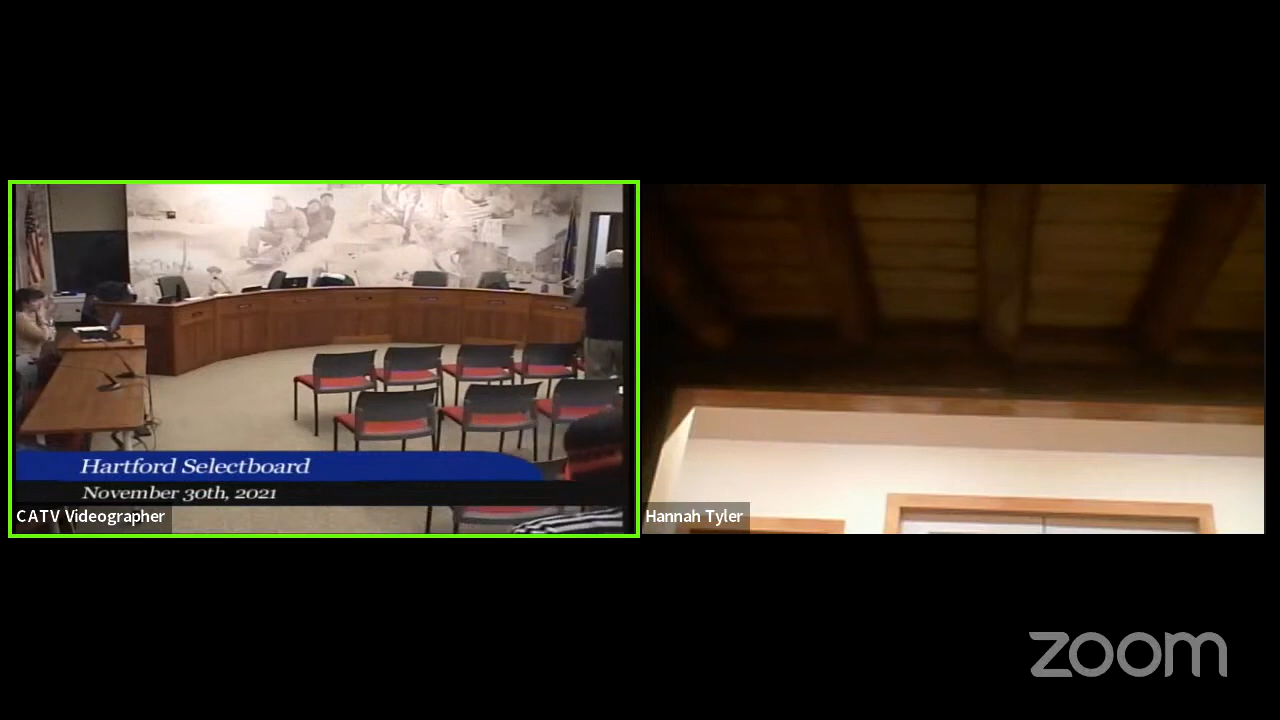 Hartford Selectboard
November 30th, 2021
CATV Videographer
Hannah Tyler
zoom